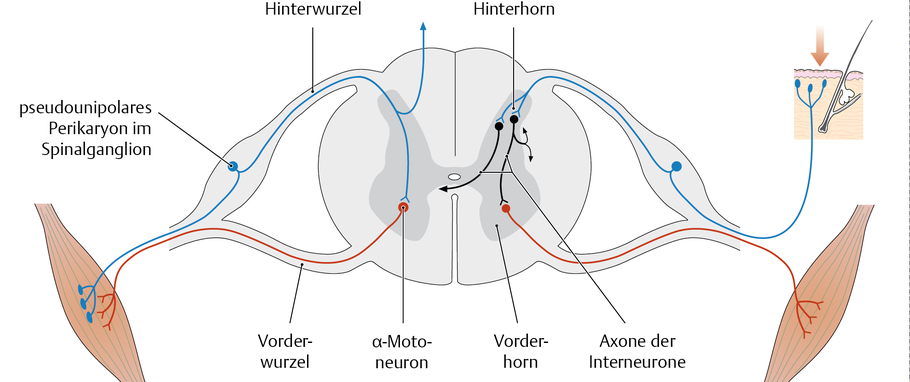 Hinterwurzel
Hinterhorn
pseudounipolares
Perikaryon im
Spinalganglion
Vorder-
wurzel
α-Moto-
neuron
Vorder-
horn
Axone der
Interneurone